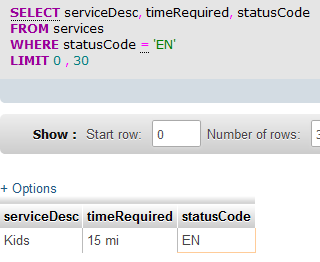 SELECT serviceDesc, timeRequired, statusCode
FROM services
WHERE statusCode = 'EN'
LIMIT 0 , 30
Show : Start row: 0 Number of rows:
+ Options
serviceDesc timeRequired statusCode
Kids 15 mi EN